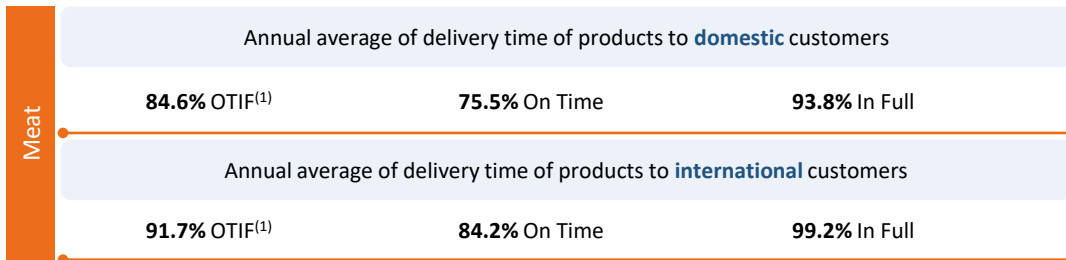 Meat
Annual average of delivery time of products to domestic customers
84.6% OTIF(1) 75.5% On Time 93.8% In Full
Annual average of delivery time of products to international customers
91.7% OTIF(1) 84.2% On Time 99.2% In Full